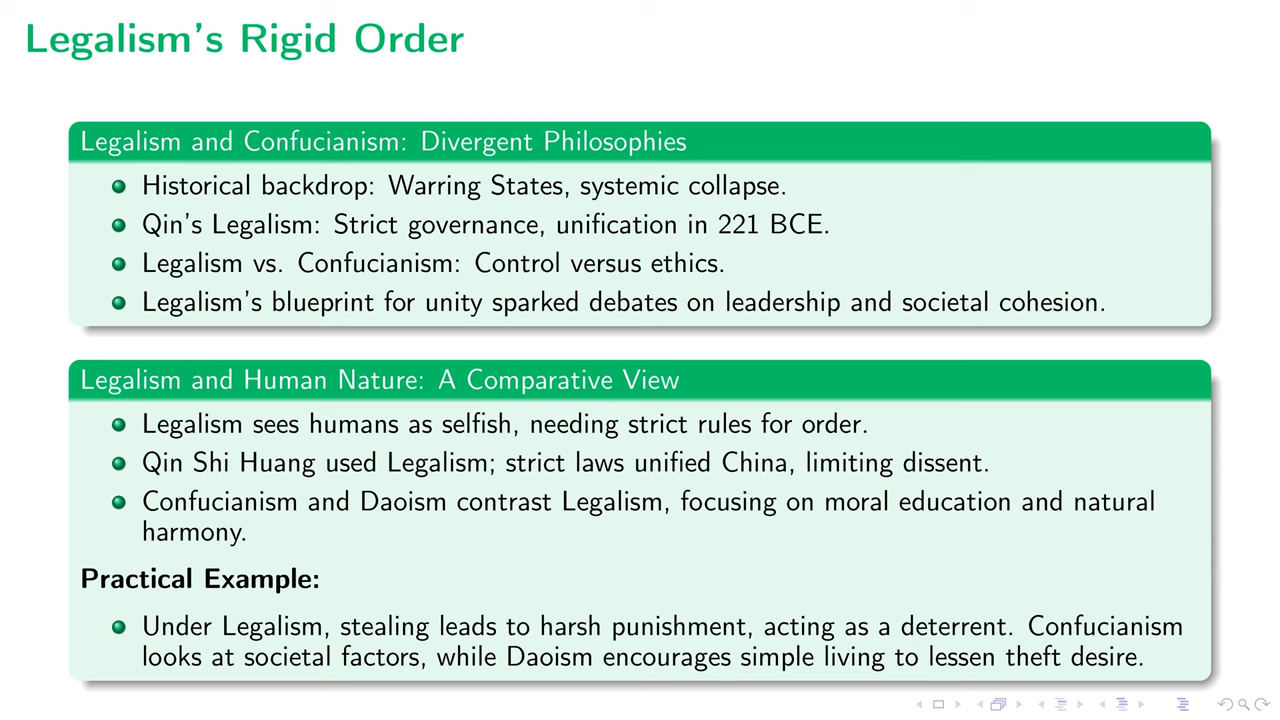 Legalism's Rigid Order
Legalism and Confucianism: Divergent Philosophies
Historical backdrop: Warring States, systemic collapse.
Qin's Legalism: Strict governance, unification in 221 BCE.
Legalism vs. Confucianism: Control versus ethics.
Legalism's blueprint for unity sparked debates on leadership and societal cohesion.
Legalism and Human Nature: A Comparative View
Legalism sees humans as selfish, needing strict rules for order.
Qin Shi Huang used Legalism; strict laws unified China, limiting dissent.
Confucianism and Daoism contrast Legalism, focusing on moral education and natural
harmony.
Practical Example:
Under Legalism, stealing leads to harsh punishment, acting as a deterrent. Confucianism
looks at societal factors, while Daoism encourages simple living to lessen theft desire.